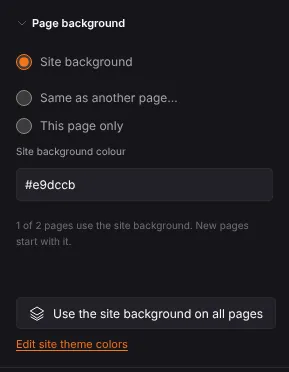 Page background
Site background
Same as another page...
This page only
Site background colour
#e9dccb
1 of 2 pages use the site background. New pages
start with it.
Use the site background on all pages
Edit site theme colors